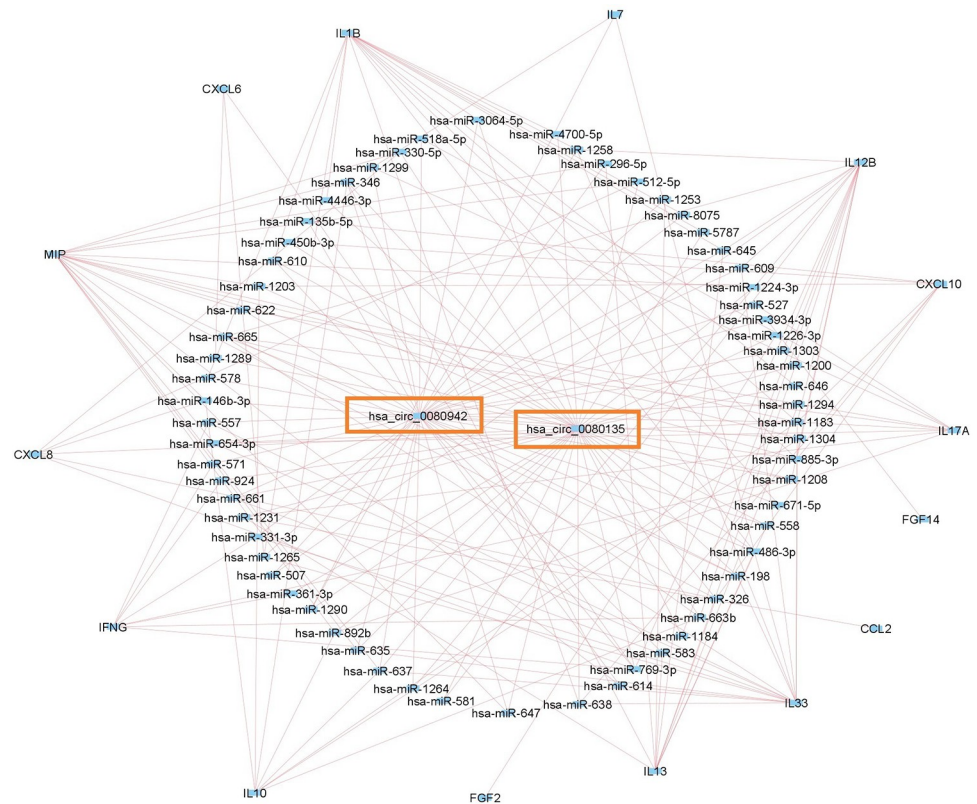 IL7
IL1B
CXCL6
hsa-miR-3064-5p
hsa-miR-4700-5p
hsa-miR-518a-5p
hsa-miR-1258
hsa-miR-330-5p
hsa-miR-296-5p
IL12B
hsa-miR-1299
hsa-miR-346
hsa-miR-512-5p
hsa-miR-4446-3p
hsa-miR-1253
hsa-miR-8075
hsa-miR-135b-5p
hsa-miR-5787
hsa-miR-450b-3p
hsa-miR-645
MIP
hsa-miR-610
hsa-miR-609
CXCL10
hsa-miR-1203
hsa-miR-1224-3p
hsa-miR-527
hsa-miR-622
hsa-miR-3934-3p
hsa-miR-1226-3p
hsa-miR-665
hsa-miR-1303
hsa-miR-1289
hsa-miR-1200
hsa-miR-578
hsa-miR-646
hsa-miR-146b-3p
hsa-miR-1294
hsa_circ_0080942
hsa-miR-557
hsa-miR-1183
hsa_circ_0080135
IL17A
hsa-miR-1304
hsa-miR-654-3p
CXCL8
hsa-miR-885-3p
hsa-miR-571
hsa-miR-1208
hsa-miR-924
hsa-miR-661
hsa-miR-671-5p
hsa-miR-1231
FGF14
hsa-miR-558
hsa-miR-331-3p
hsa-miR-486-3p
hsa-miR-1265
hsa-miR-507
hsa-miR-198
hsa-miR-361-3p
hsa-miR-326
hsa-miR-1290
hsa-miR-663b
IFNG
CCL2
hsa-miR-892b
hsa-miR-1184
hsa-miR-635
hsa-miR-583
hsa-miR-637
hsa-miR-769-3p
hsa-miR-614
hsa-miR-1264
hsa-miR-581
hsa-miR-638
IL33
hsa-miR-647
IL13
IL10
FGF2